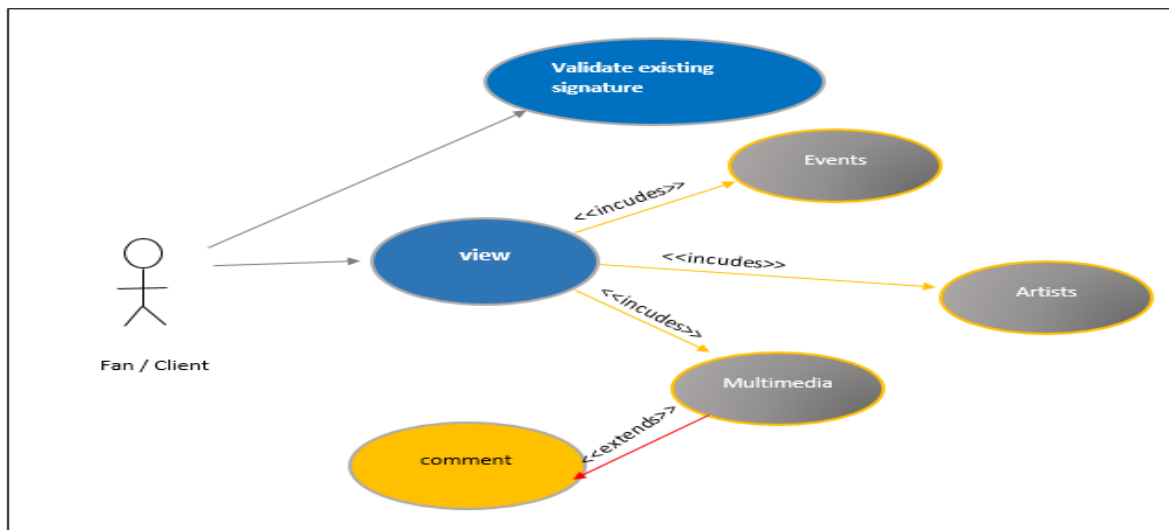 Validate existing
signature
Events
<<incudes>>
view
<<incudes>>
Artists
<<incudes>>
Fan / Client
Multimedia
<<extends>>
comment